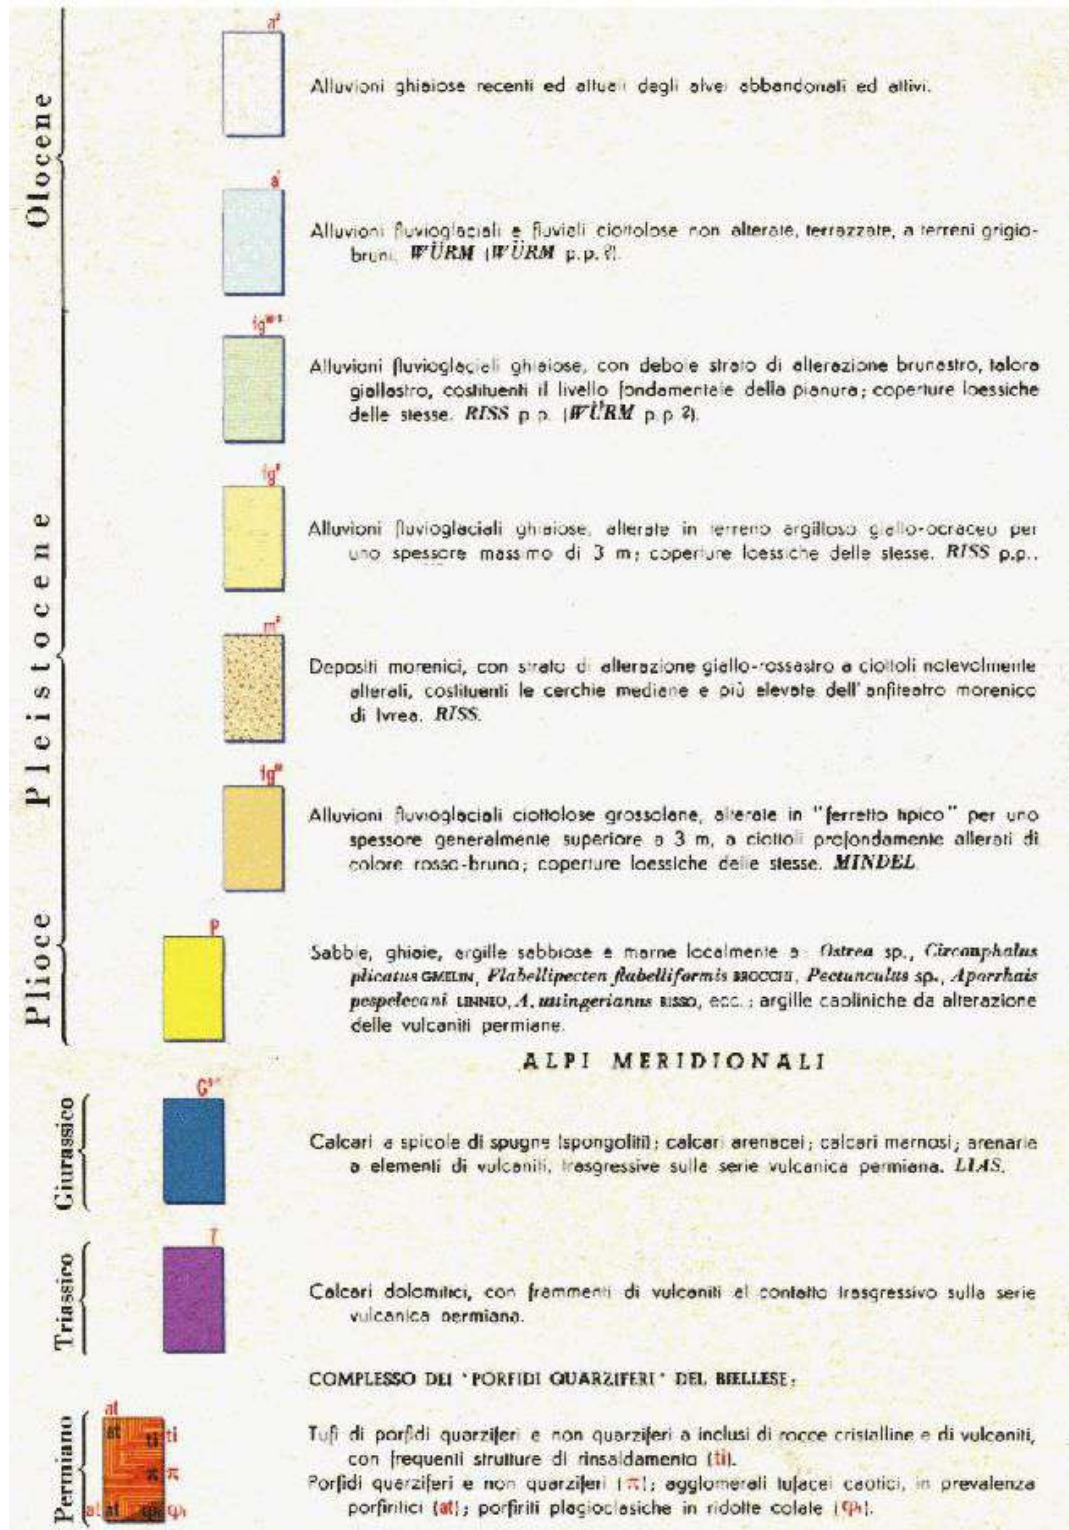 Olocene
a²
Alluvioni ghiaiose recenti ed attuali degli alvei abbandonati ed attivi.
a¹
Alluvioni fluvioglaciali e fluviali ciottolose non alterate, terrazzate, a terreni grigio-
bruni. WÜRM (WÜRM p.p.?).
Pleistocene
Alluvioni fluvioglaciali ghiaiose, con debole strato di alterazione brunastro, talora
giallastro, costituenti il livello fondamentale della pianura; coperture loessiche
delle stesse. RISS p.p. (WÜRM p.p.?).
fgᴿ
Alluvioni fluvioglaciali ghiaiose, alterate in terreno argilloso giallo-ocraceo per
uno spessore massimo di 3 m; coperture loessiche delle stesse. RISS p.p..
mᴿ
Depositi morenici, con strato di alterazione giallo-rossastro a ciottoli notevolmente
alterati, costituenti le cerchie mediane e più elevate dell'anfiteatro morenico
di Ivrea. RISS.
fgᴹ
Alluvioni fluvioglaciali ciottolose grossolane, alterate in "ferretto tipico" per uno
spessore generalmente superiore a 3 m, a ciottoli profondamente alterati di
colore rosso-bruno; coperture loessiche delle stesse. MINDEL
Plioce
P
Sabbie, ghiaie, argille sabbiose e marne localmente a: Ostrea sp., Circomphalus
plicatus GMELIN, Flabellipecten flabelliformis BROCCHI, Pectunculus sp., Aporrhais
pespelecani LINNEO, A. uttingerianus RISSO, ecc.; argille caoliniche da alterazione
delle vulcaniti permiane.
ALPI MERIDIONALI
Giurassico
Calcari a spicole di spugne (spongoliti); calcari arenacei; calcari marnosi; arenarie
a elementi di vulcaniti, trasgressive sulla serie vulcanica permiana. LIAS.
Triassico
T
Calcari dolomitici, con frammenti di vulcaniti al contatto trasgressivo sulla serie
vulcanica permiana.
COMPLESSO DEI "PORFIDI QUARZIFERI" DEL BIELLESE:
Permiano
at
at ti ti
π π
at at φι φι
Tufi di porfidi quarziferi e non quarziferi a inclusi di rocce cristalline e di vulcaniti,
con frequenti strutture di rinsaldamento (ti).
Porfidi quarziferi e non quarziferi (π); agglomerati tufacei caotici, in prevalenza
porfiritici (at); porfiriti plagioclasiche in ridotte colate (φι).